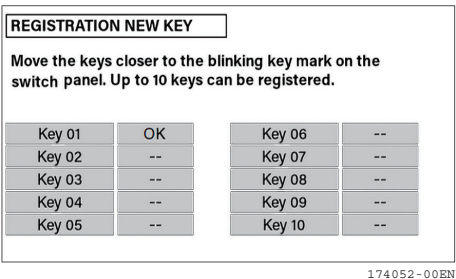 REGISTRATION NEW KEY
Move the keys closer to the blinking key mark on the
switch panel. Up to 10 keys can be registered.
Key 01 OK Key 06 --
Key 02 -- Key 07 --
Key 03 -- Key 08 --
Key 04 -- Key 09 --
Key 05 -- Key 10 --
174052-00EN